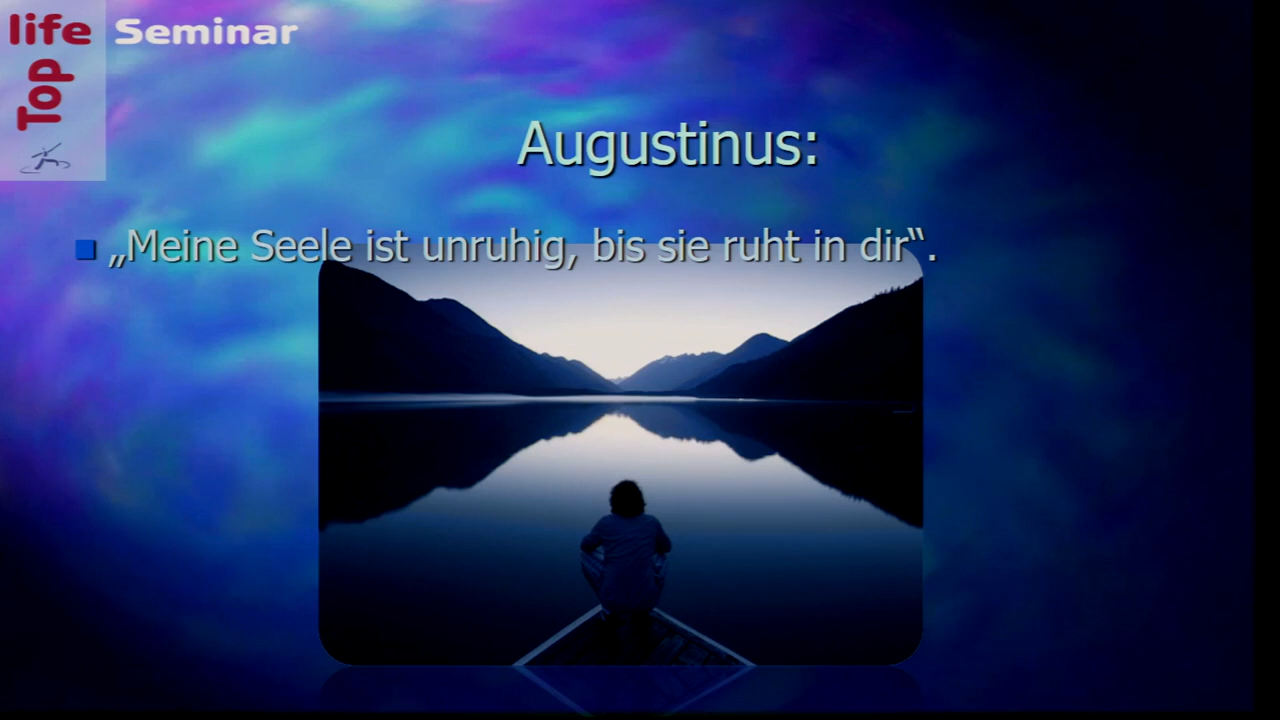 life Seminar
Top
Augustinus:
„Meine Seele ist unruhig, bis sie ruht in dir“.